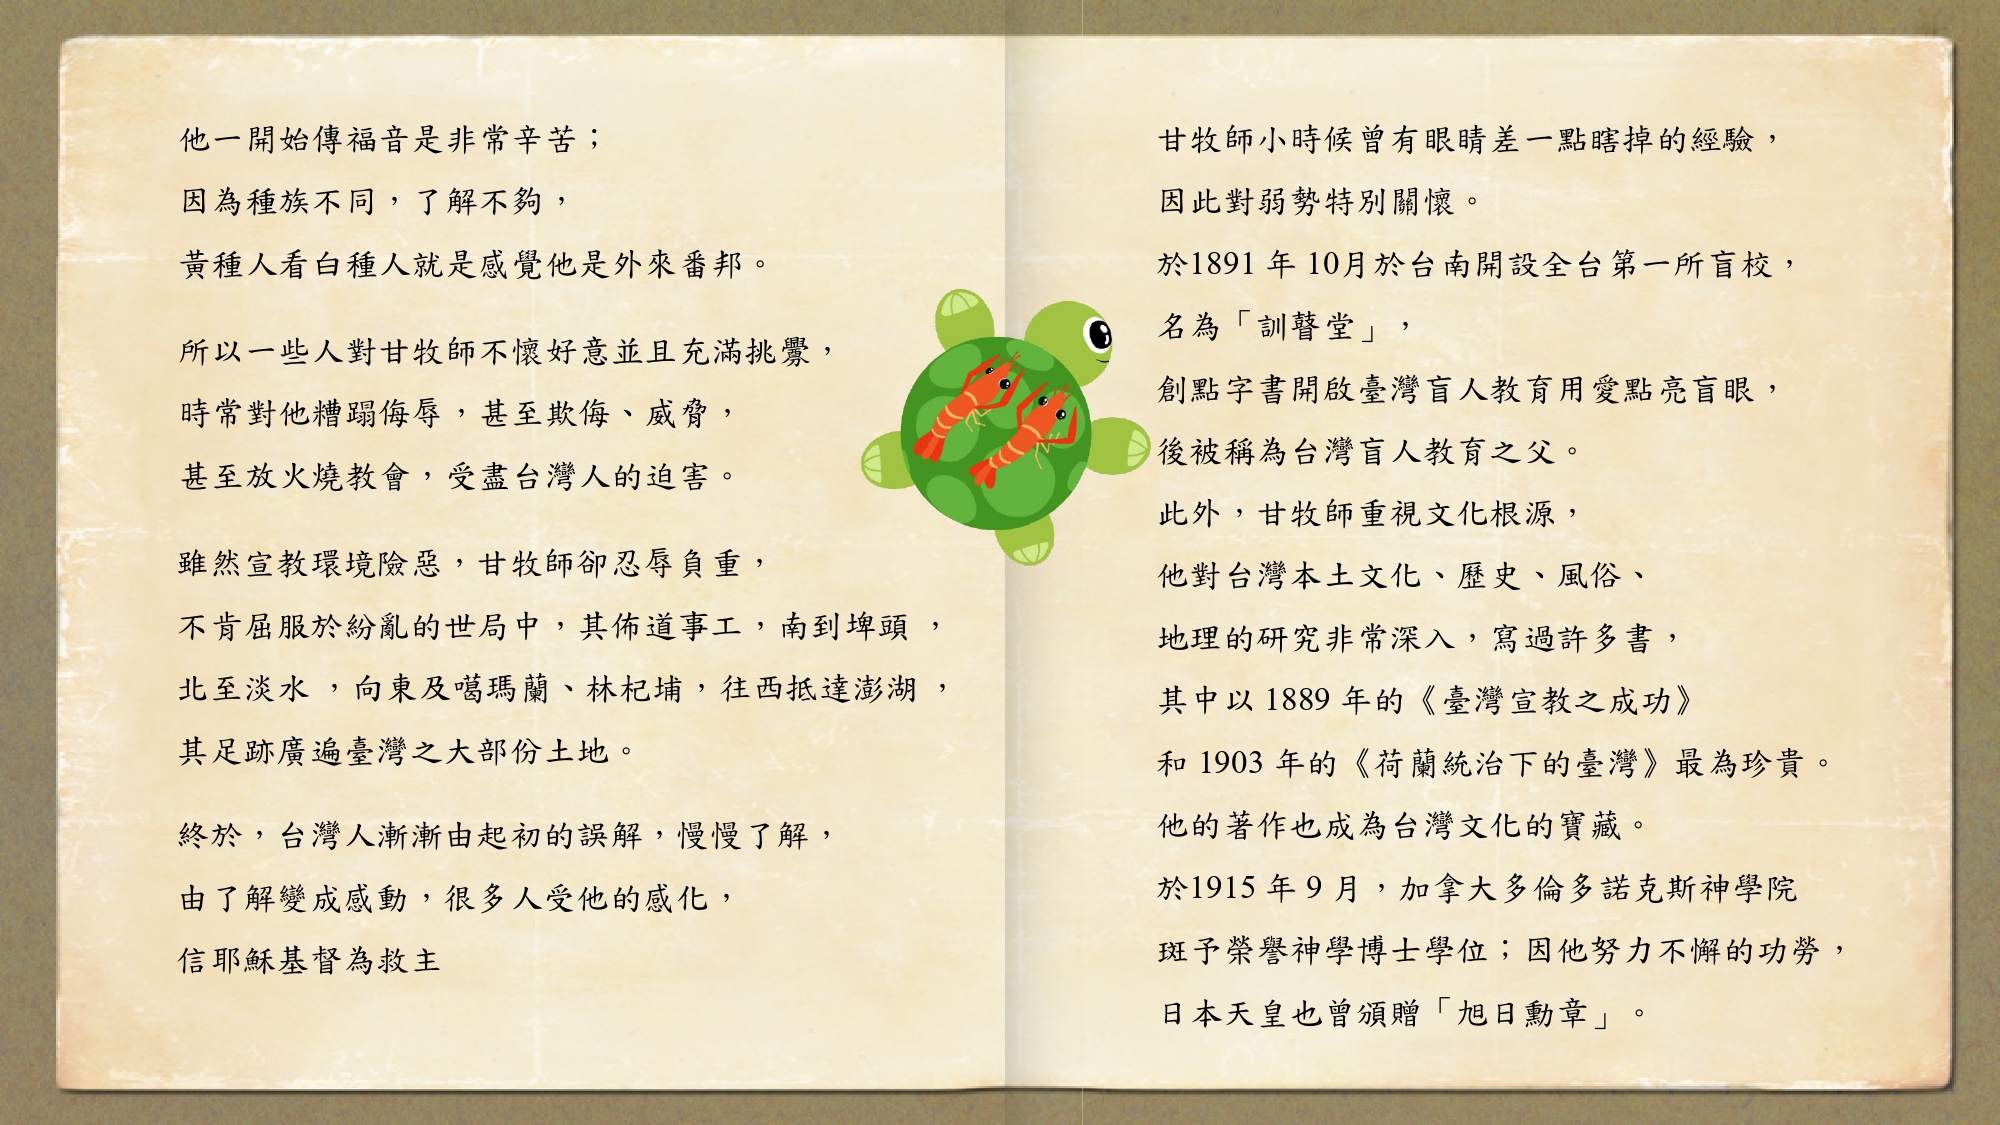 他一開始傳福音是非常辛苦；
因為種族不同，了解不夠，
黃種人看白種人就是感覺他是外來番邦。
所以一些人對甘牧師不懷好意並且充滿挑釁，
時常對他糟蹋侮辱，甚至欺侮、威脅，
甚至放火燒教會，受盡台灣人的迫害。
雖然宣教環境險惡，甘牧師卻忍辱負重，
不肯屈服於紛亂的世局中，其佈道事工，南到埤頭 ，
北至淡水 ，向東及噶瑪蘭、林杞埔，往西抵達澎湖 ，
其足跡廣遍臺灣之大部份土地。
終於，台灣人漸漸由起初的誤解，慢慢了解，
由了解變成感動，很多人受他的感化，
信耶穌基督為救主
甘牧師小時候曾有眼睛差一點瞎掉的經驗，
因此對弱勢特別關懷。
於1891 年 10月於台南開設全台第一所盲校，
名為「訓瞽堂」，
創點字書開啟臺灣盲人教育用愛點亮盲眼，
後被稱為台灣盲人教育之父。
此外，甘牧師重視文化根源，
他對台灣本土文化、歷史、風俗、
地理的研究非常深入，寫過許多書，
其中以 1889 年的《臺灣宣教之成功》
和 1903 年的《荷蘭統治下的臺灣》最為珍貴。
他的著作也成為台灣文化的寶藏。
於1915 年 9 月，加拿大多倫多諾克斯神學院
斑予榮譽神學博士學位；因他努力不懈的功勞，
日本天皇也曾頒贈「旭日勳章」。